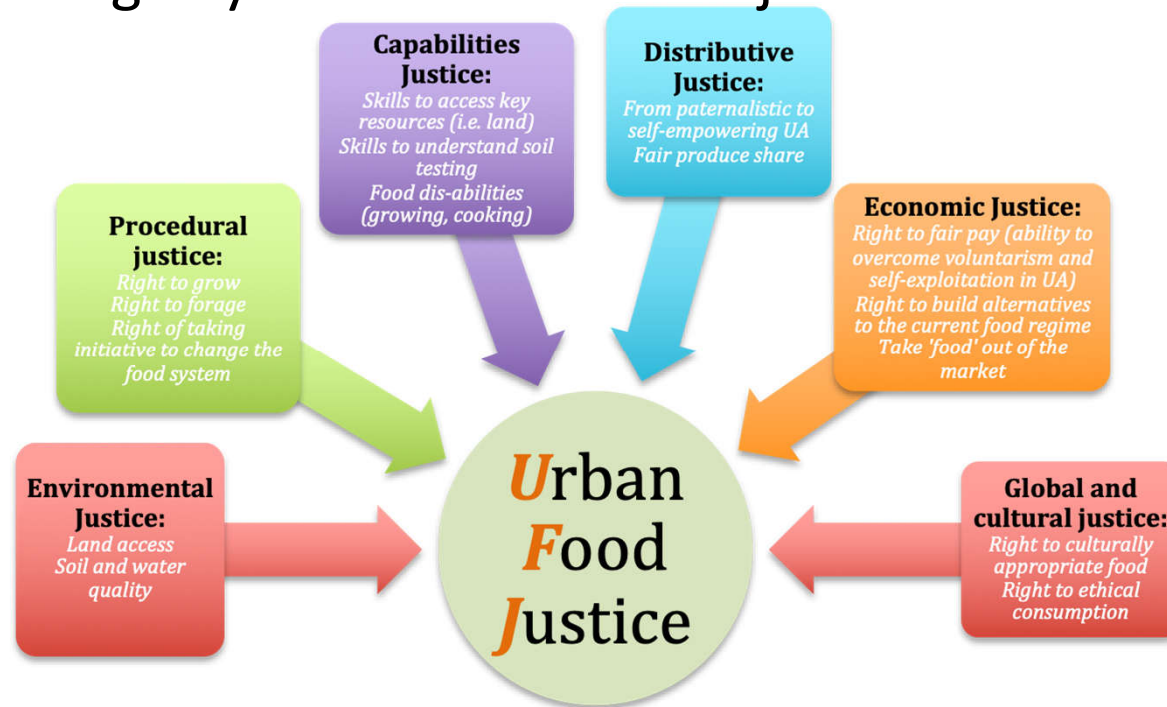 Environmental
Justice:
Land access
Soil and water
quality
Procedural
justice:
Right to grow
Right to forage
Right of taking
initiative to change the
food system
Capabilities
Justice:
Skills to access key
resources (i.e. land)
Skills to understand soil
testing
Food dis-abilities
(growing, cooking)
Distributive
Justice:
From paternalistic to
self-empowering UA
Fair produce share
Economic Justice:
Right to fair pay (ability to
overcome voluntarism and
self-exploitation in UA)
Right to build alternatives
to the current food regime
Take 'food' out of the
market
Global and
cultural justice:
Right to culturally
appropriate food
Right to ethical
consumption
Urban
Food
Justice